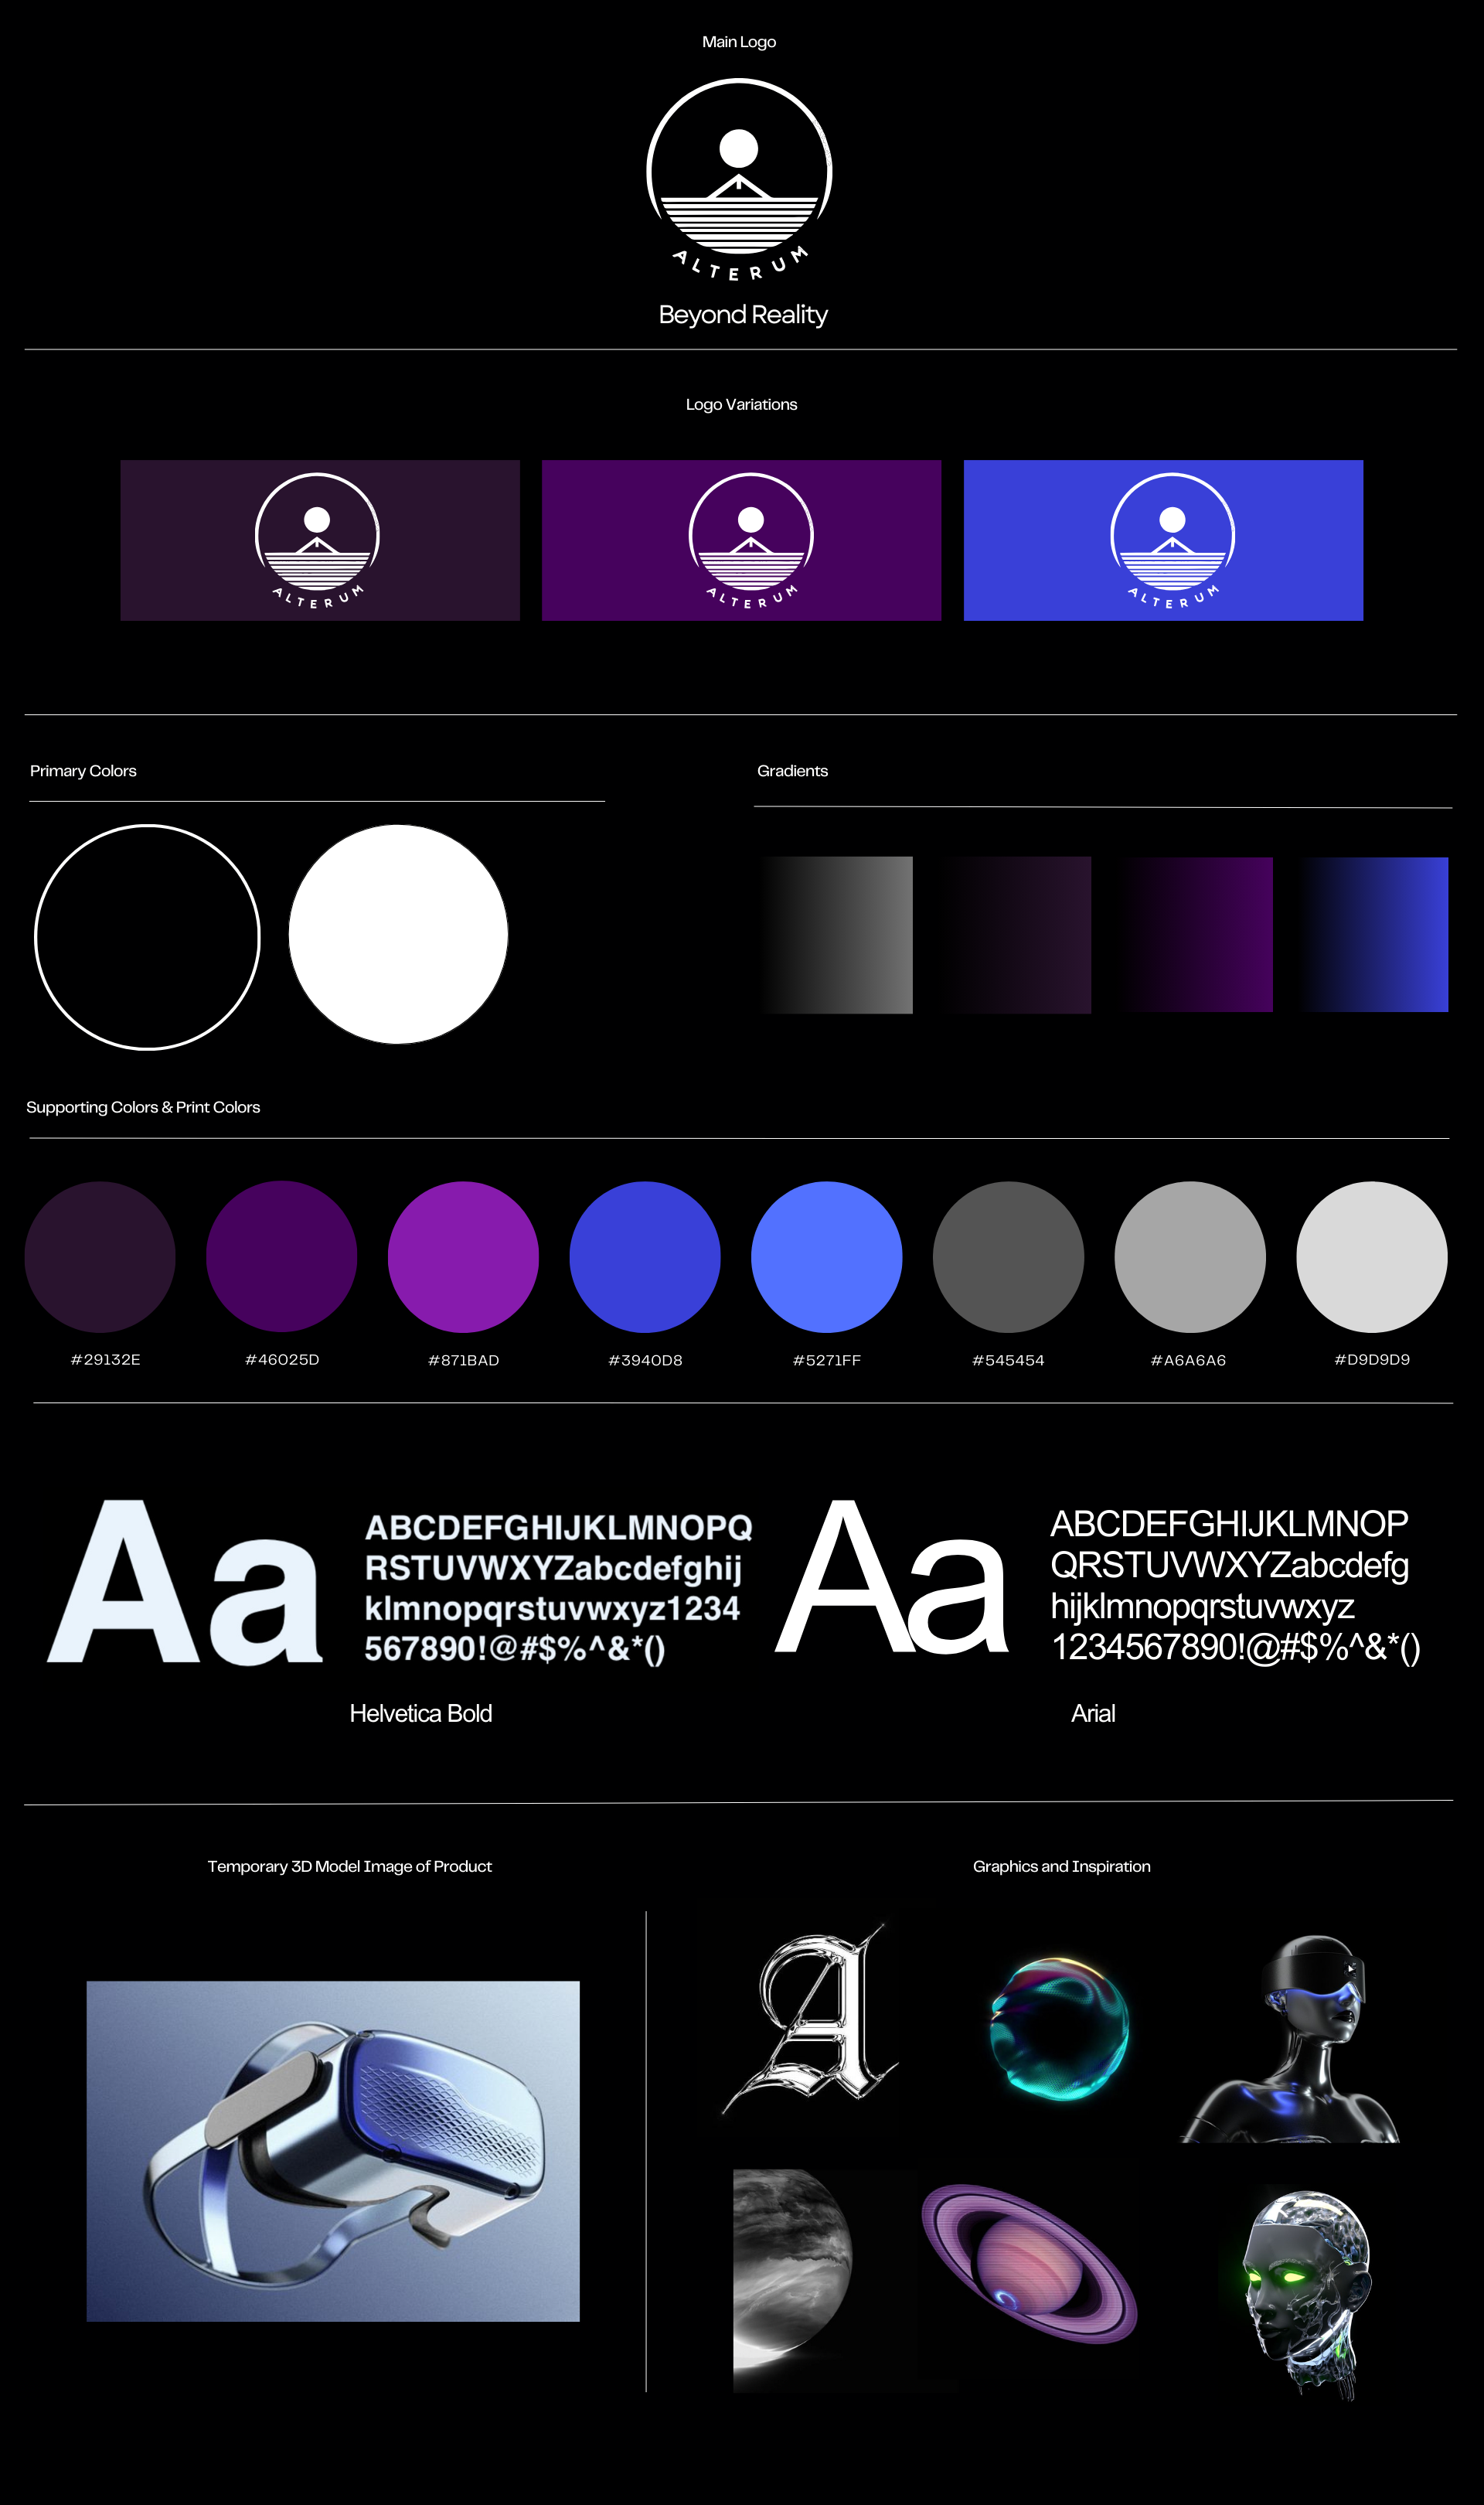 Main Logo
ALTERUM
Beyond Reality
Logo Variations
ALTERUM
ALTERUM
ALTERUM
Primary Colors
Gradients
Supporting Colors & Print Colors
#29132E
#46025D
#871BAD
#3940D8
#5271FF
#545454
#A6A6A6
#D9D9D9
Aa
ABCDEFGHIJKLMNOPQ
RSTUVWXYZabcdefghij
klmnopqrstuvwxyz1234
567890!@#$%^&*()
Helvetica Bold
Aa
ABCDEFGHIJKLMNOP
QRSTUVWXYZabcdefg
hijklmnopqrstuvwxyz
1234567890!@#$%^&*()
Arial
Temporary 3D Model Image of Product
Graphics and Inspiration
A